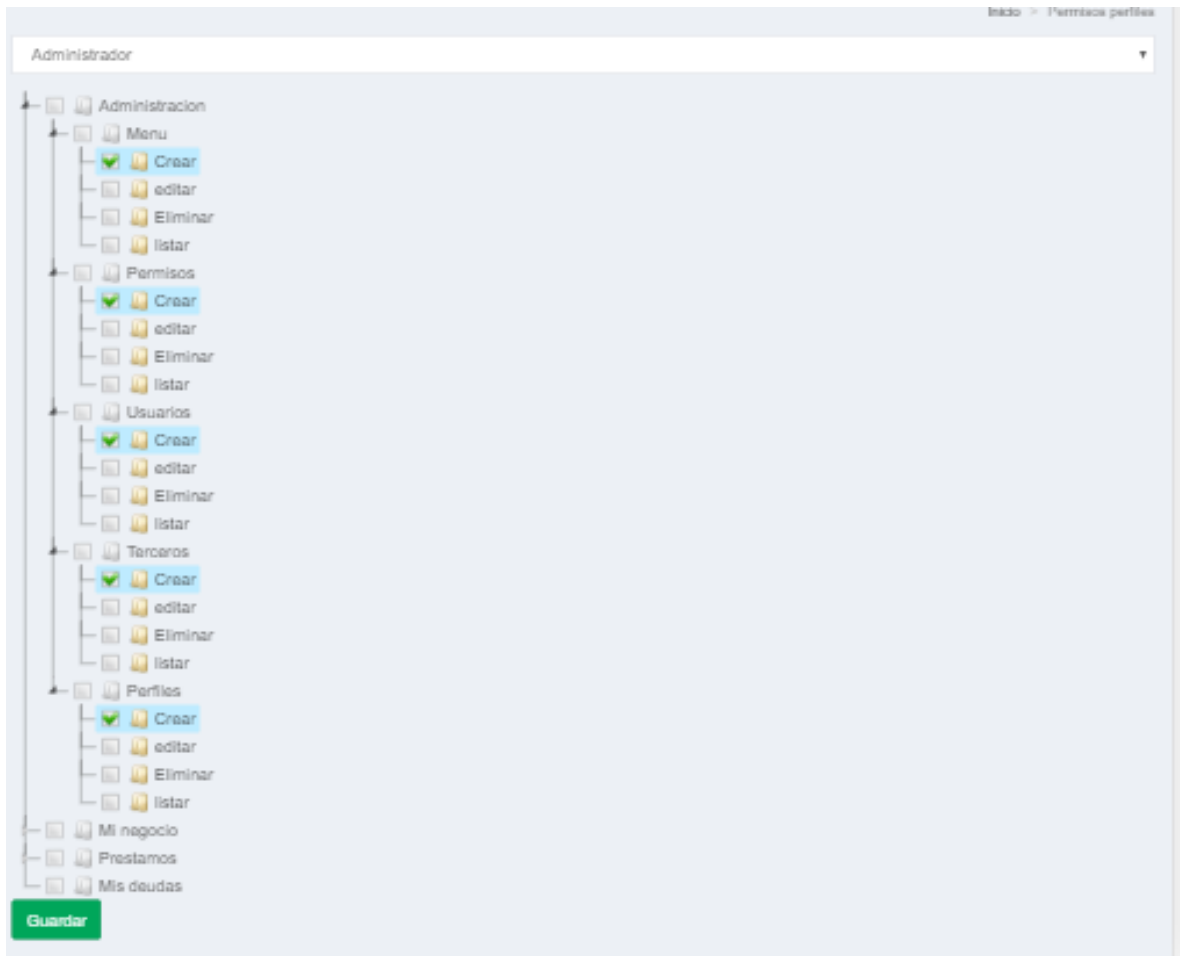 Inicio > Permisos perfiles
Administrador
Administracion
Menu
Crear
editar
Eliminar
listar
Permisos
Crear
editar
Eliminar
listar
Usuarios
Crear
editar
Eliminar
listar
Terceros
Crear
editar
Eliminar
listar
Perfiles
Crear
editar
Eliminar
listar
Mi negocio
Prestamos
Mis deudas
Guardar